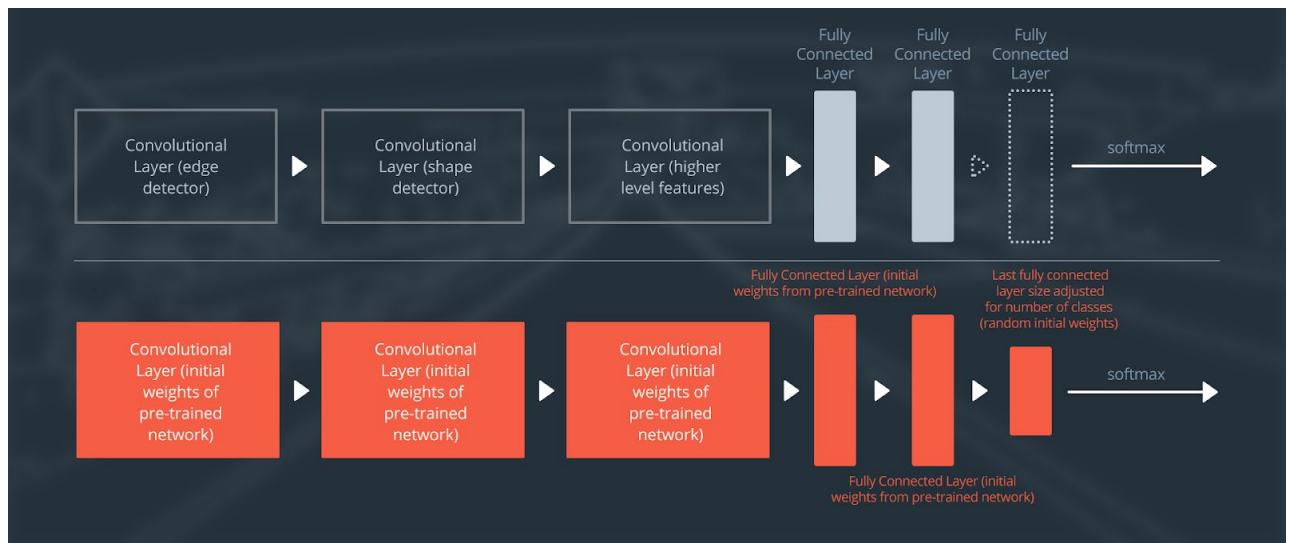 Fully
Connected
Layer
Fully
Connected
Layer
Fully
Connected
Layer
Convolutional
Layer (edge
detector)
Convolutional
Layer (shape
detector)
Convolutional
Layer (higher
level features)
softmax
Fully Connected Layer (initial
weights from pre-trained network)
Last fully connected
layer size adjusted
for number of classes
(random initial weights)
Convolutional
Layer (initial
weights of
pre-trained
network)
Convolutional
Layer (initial
weights of
pre-trained
network)
Convolutional
Layer (initial
weights of
pre-trained
network)
softmax
Fully Connected Layer (initial
weights from pre-trained network)